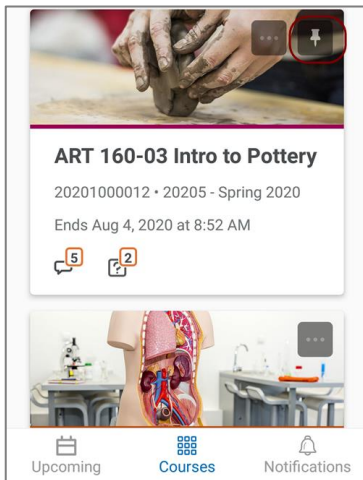 ART 160-03 Intro to Pottery
20201000012 • 20205 - Spring 2020
Ends Aug 4, 2020 at 8:52 AM
5 2
Upcoming Courses Notifications